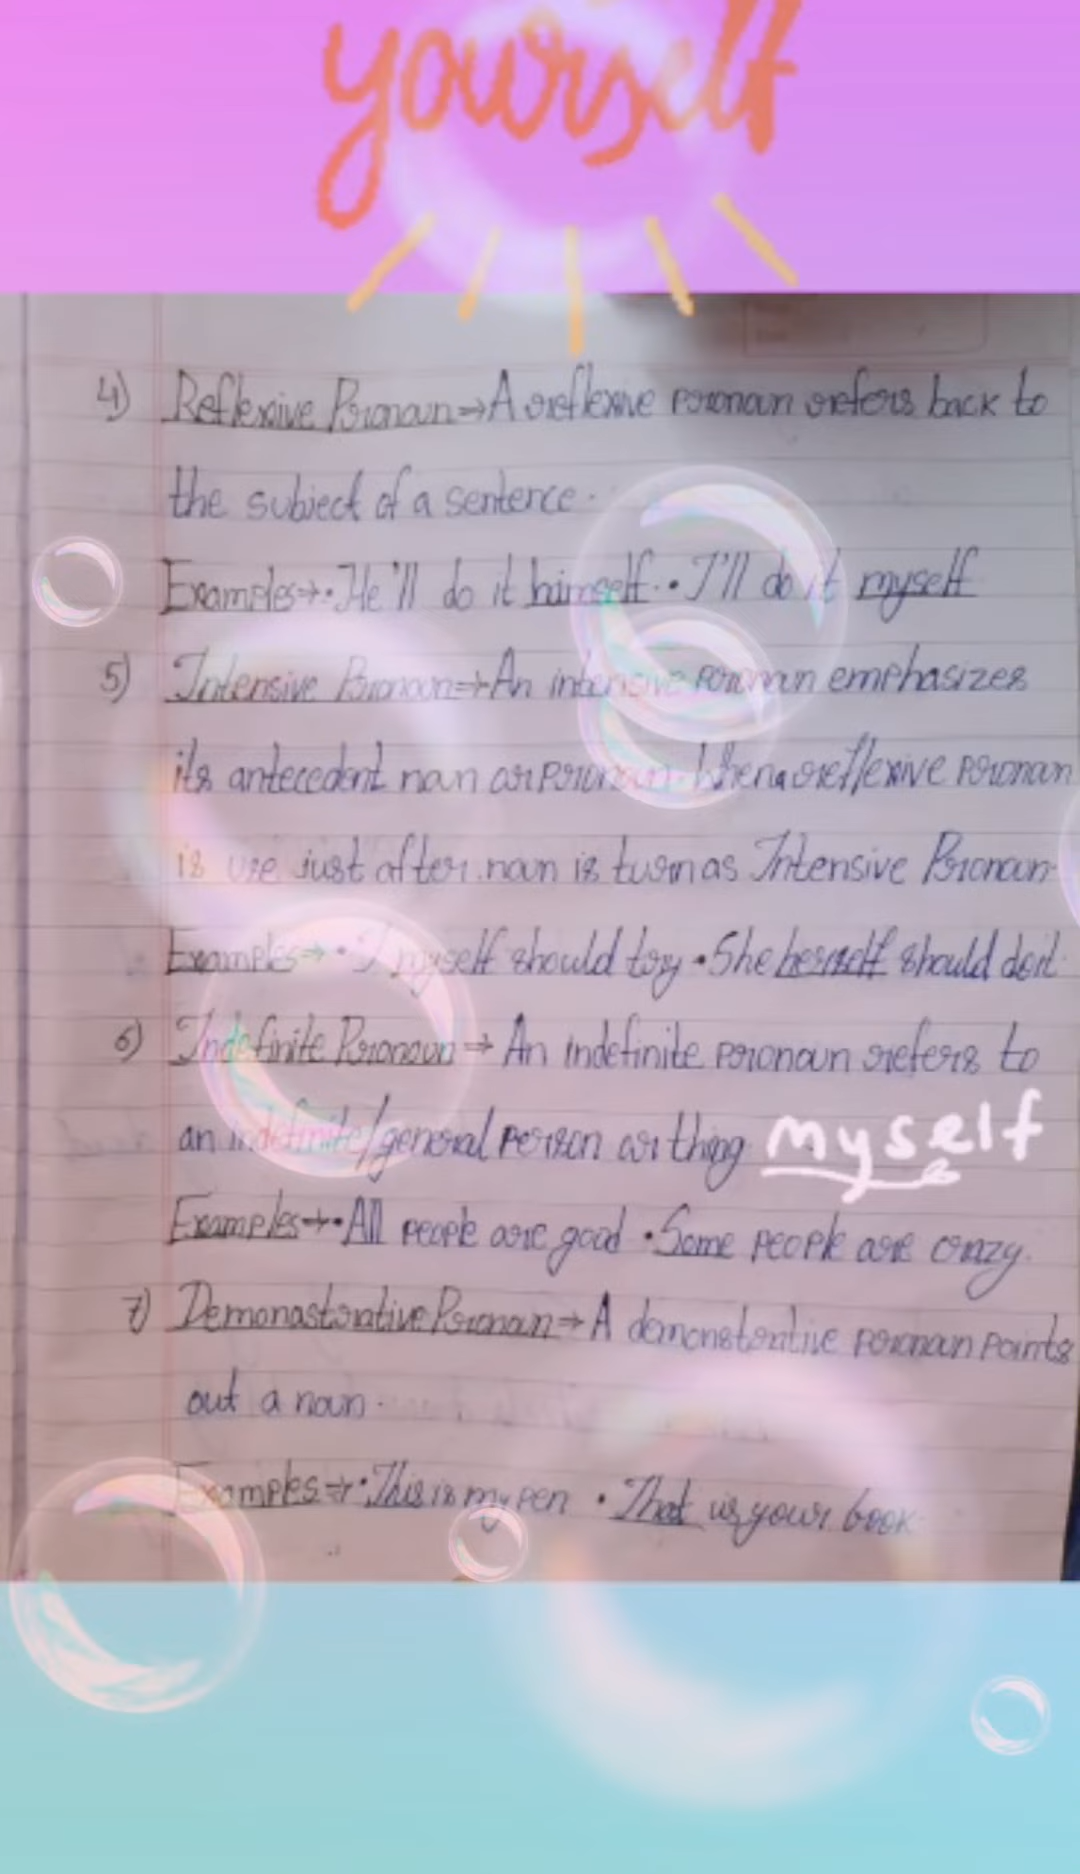 yourself
4) Reflexive Pronoun⇒A reflexive pronoun refers back to
the subject of a sentence.
Examples→•He'll do it himself.•I'll do it myself
5) Intensive Pronoun⇒An intensive pronoun emphasizes
its antecedent noun or pronoun. When a reflexive pronoun
is use just after noun is turn as Intensive Pronoun
Examples→•I myself should try •She herself should do it.
6) Indefinite Pronoun⇒An indefinite pronoun refers to
an indefinite/general person or thing
myself
Examples→•All people are good •Some people are crazy.
7) Demonastrative Pronoun⇒A demonstrative pronoun points
out a noun.
Examples→•This is my pen •That is your book.